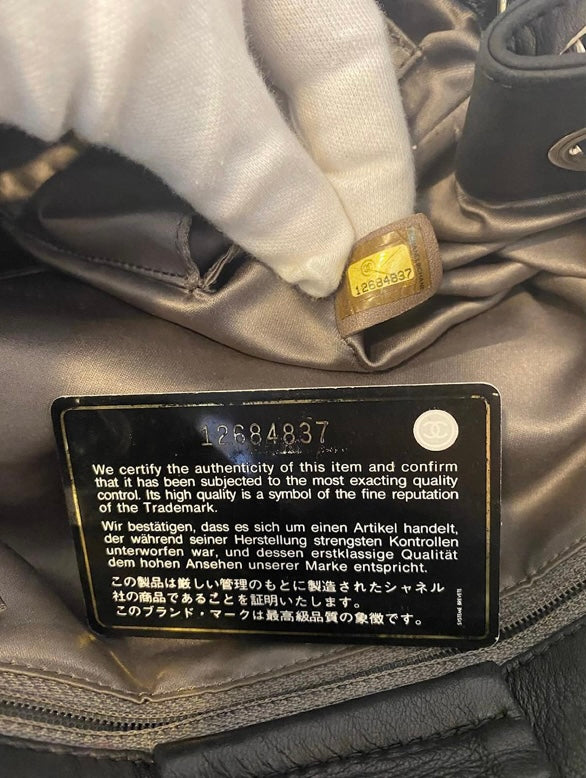 12684837
12684837
We certify the authenticity of this item and confirm
that it has been subjected to the most exacting quality
control. Its high quality is a symbol of the fine reputation
of the Trademark.
Wir bestätigen, dass es sich um einen Artikel handelt,
der während seiner Herstellung strengsten Kontrollen
unterworfen war, und dessen erstklassige Qualität
dem hohen Ansehen unserer Marke entspricht.
この製品は厳しい管理のもとに製造されたシャネル
社の商品であることを証明いたします。
このブランド・マークは最高級品質の象徴です。